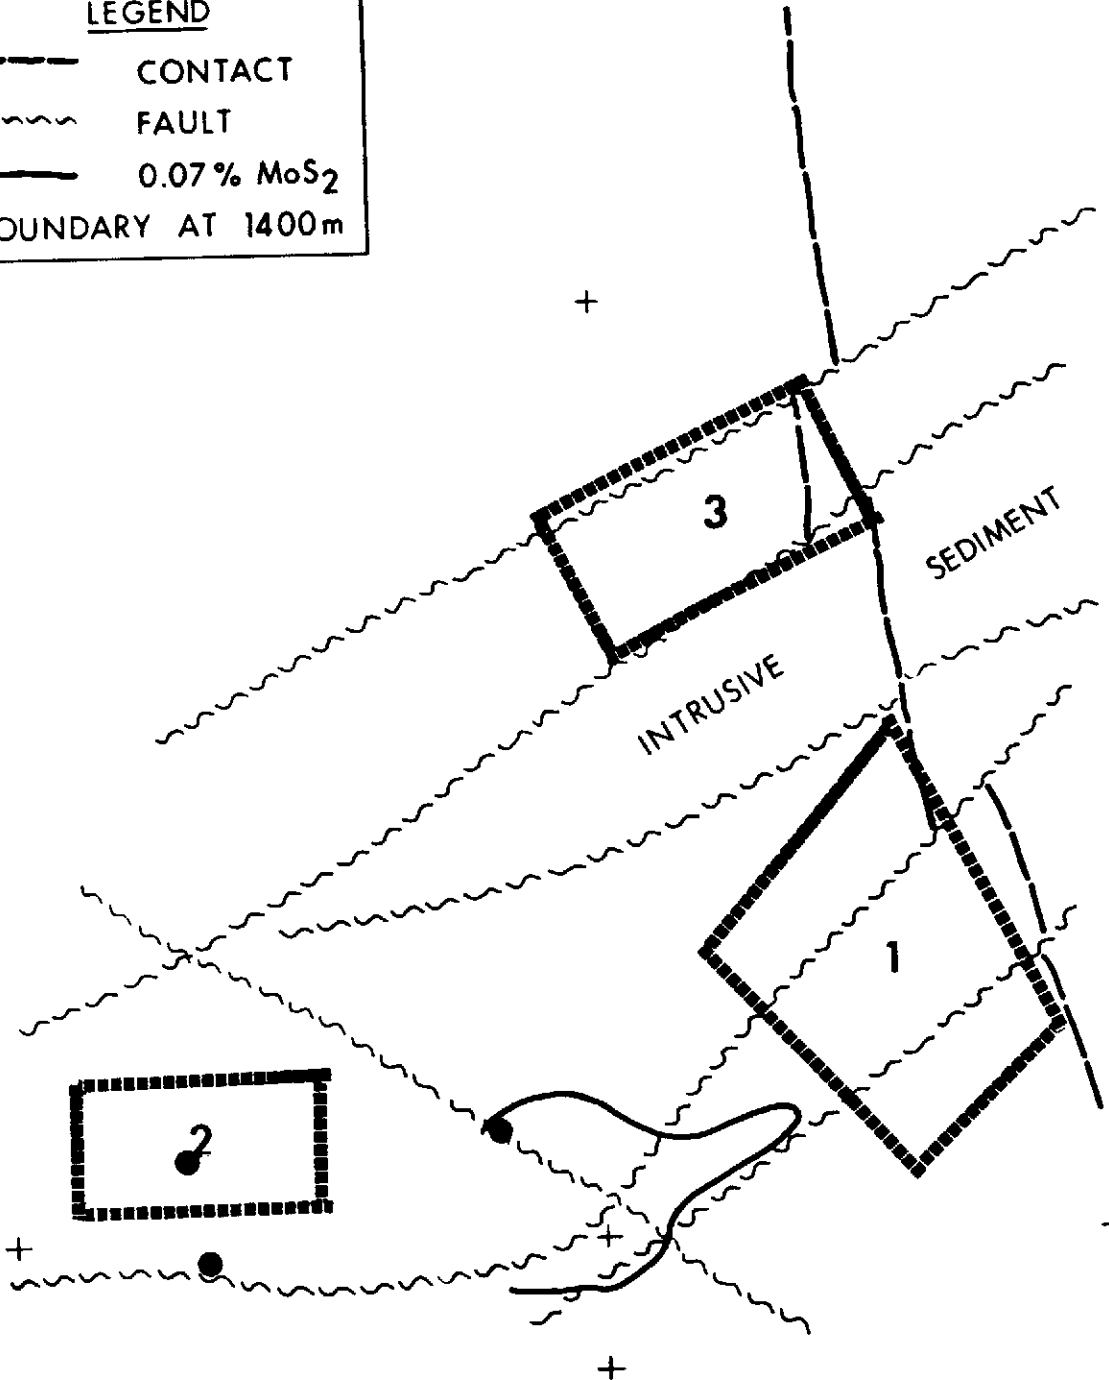 LEGEND
CONTACT
FAULT
0.07% MoS2
OUNDARY AT 1400m
3
SEDIMENT
INTRUSIVE
1
2